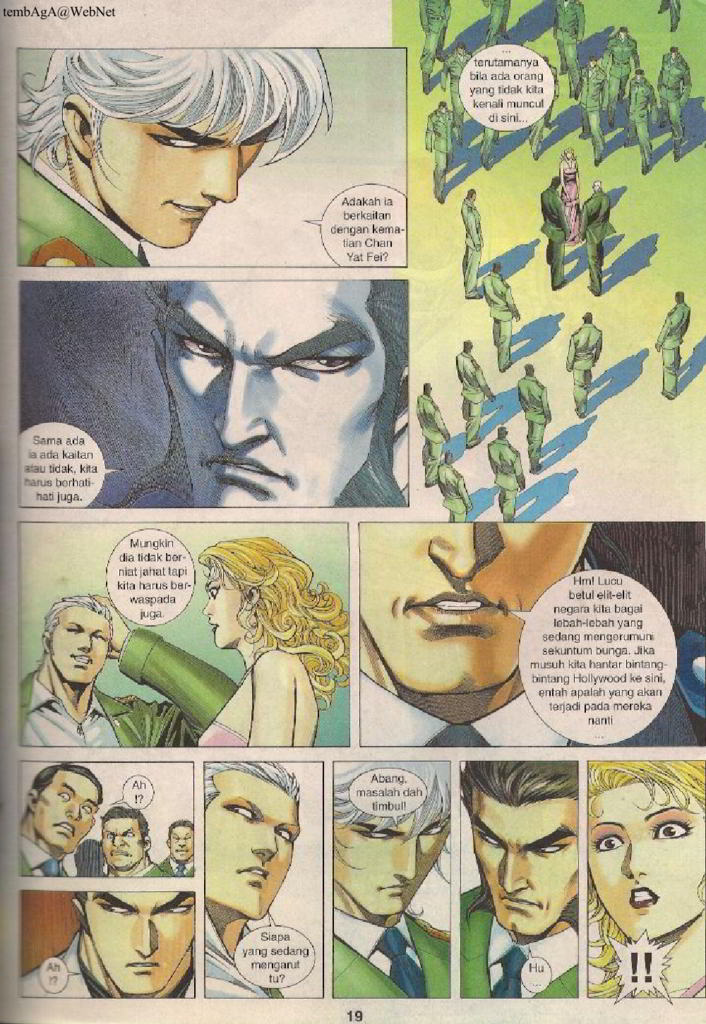 tembAgA@WebNet
...
terutamanya
bila ada orang
yang tidak kita
kenali muncul
di sini...
Adakah ia
berkaitan
dengan kema-
tian Chan
Yat Fei?
Sama ada
ia ada kaitan
atau tidak, kita
harus berhati-
hati juga.
Mungkin
dia tidak ber-
niat jahat tapi
kita harus ber-
waspada
juga.
Hm! Lucu
betul elit-elit
negara kita bagai
lebah-lebah yang
sedang mengerumuni
sekuntum bunga. Jika
musuh kita hantar bintang-
bintang Hollywood ke sini,
entah apalah yang akan
terjadi pada mereka
nanti
...
Ah
!?
Ah
!?
Siapa
yang sedang
mengarut
tu?
Abang,
masalah dah
timbul!
Hu
!!
19